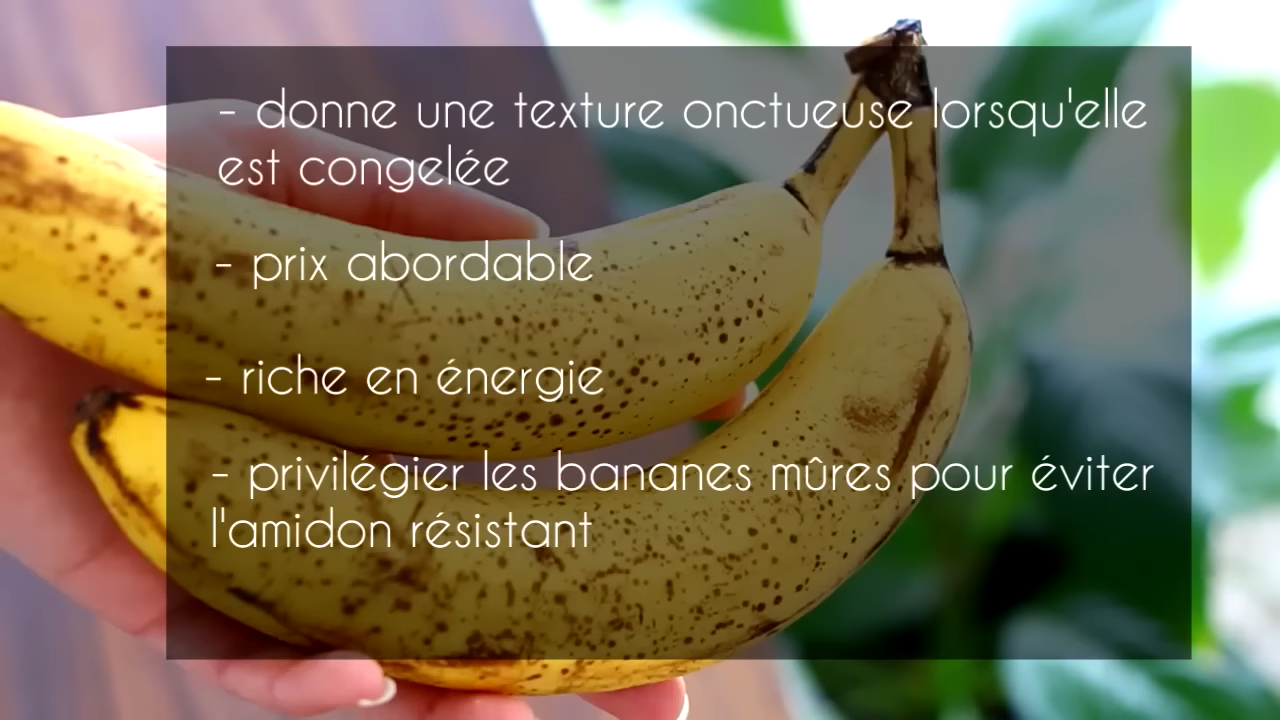 - donne une texture onctueuse lorsqu'elle
est congelée
- prix abordable
- riche en énergie
- privilégier les bananes mûres pour éviter
l'amidon résistant